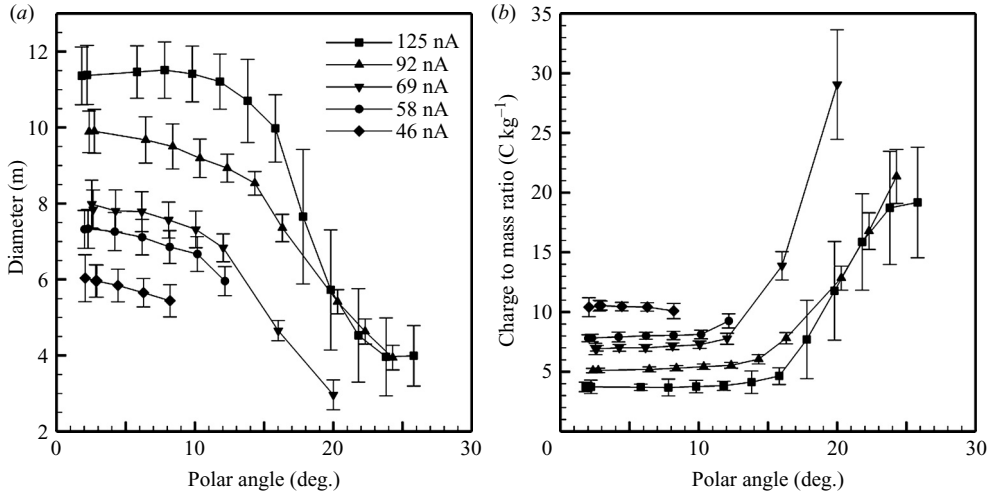 (a)
12
10
8
6
4
2
0
10
20
30
Diameter (m)
Polar angle (deg.)
125 nA
92 nA
69 nA
58 nA
46 nA
(b)
35
30
25
20
15
10
5
0
10
20
30
Charge to mass ratio (C kg⁻¹)
Polar angle (deg.)